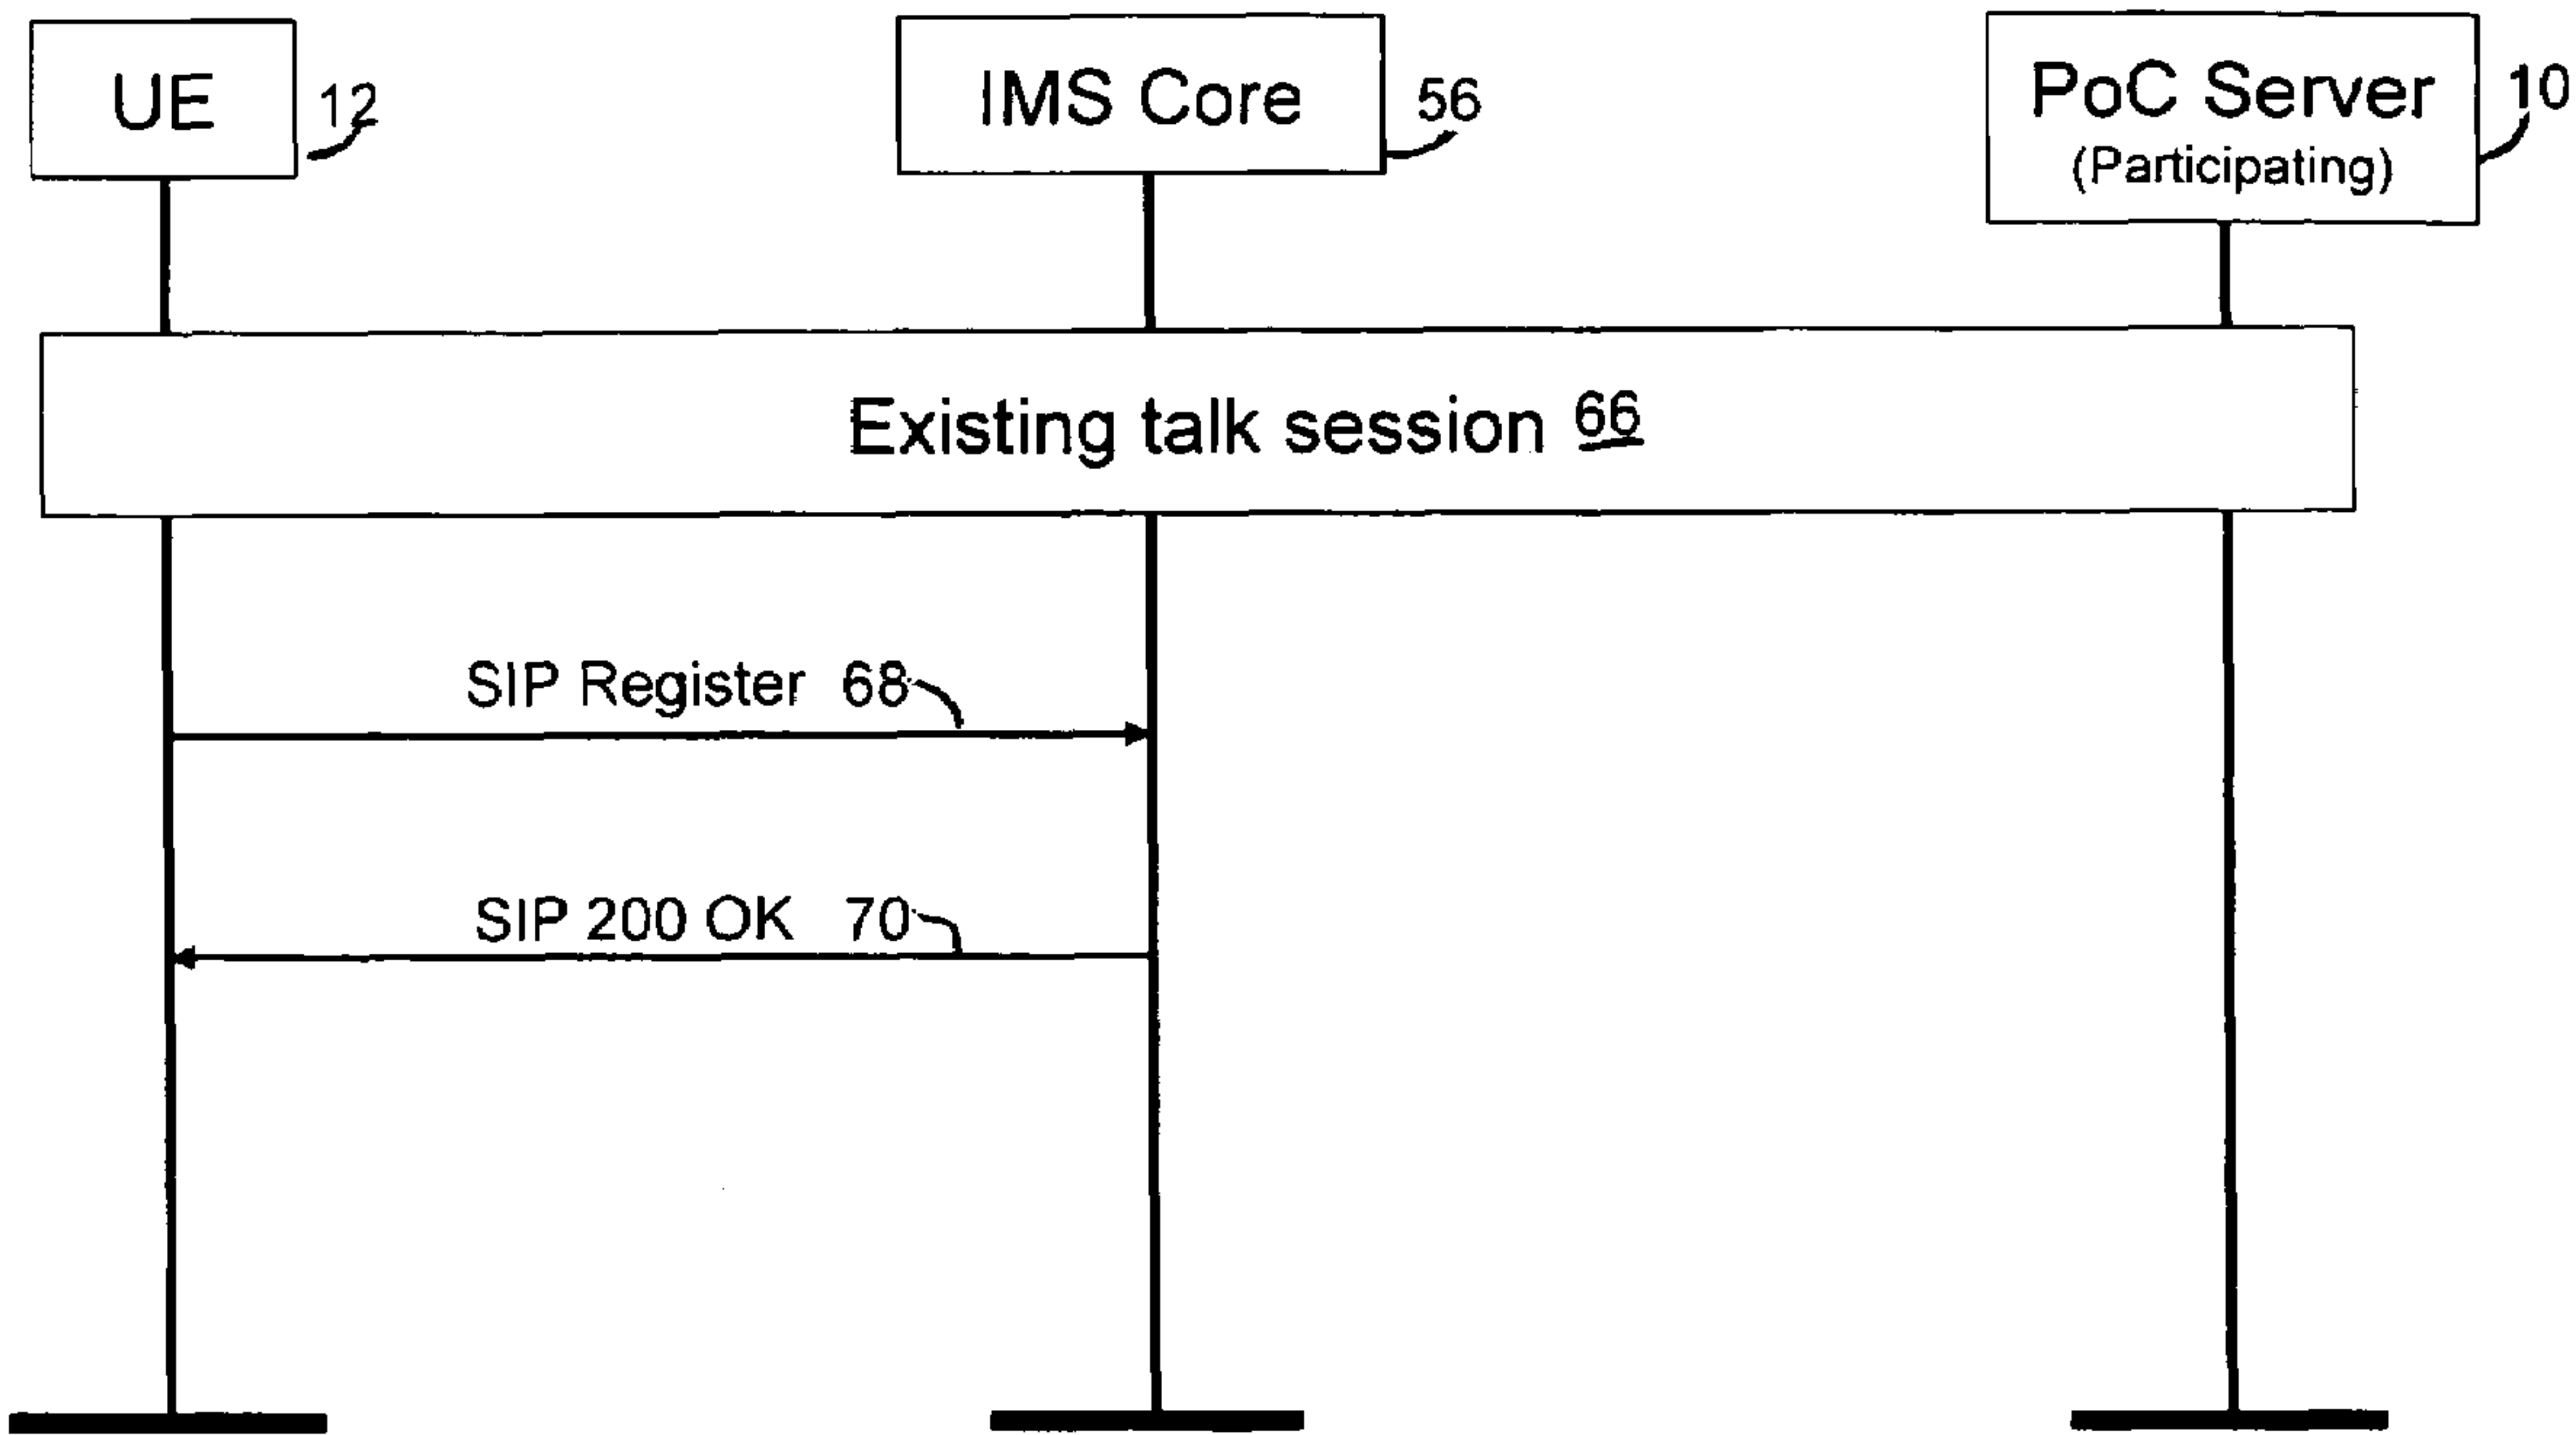 UE 12
IMS Core 56
PoC Server 10
(Participating)
Existing talk session 66
SIP Register 68
SIP 200 OK 70